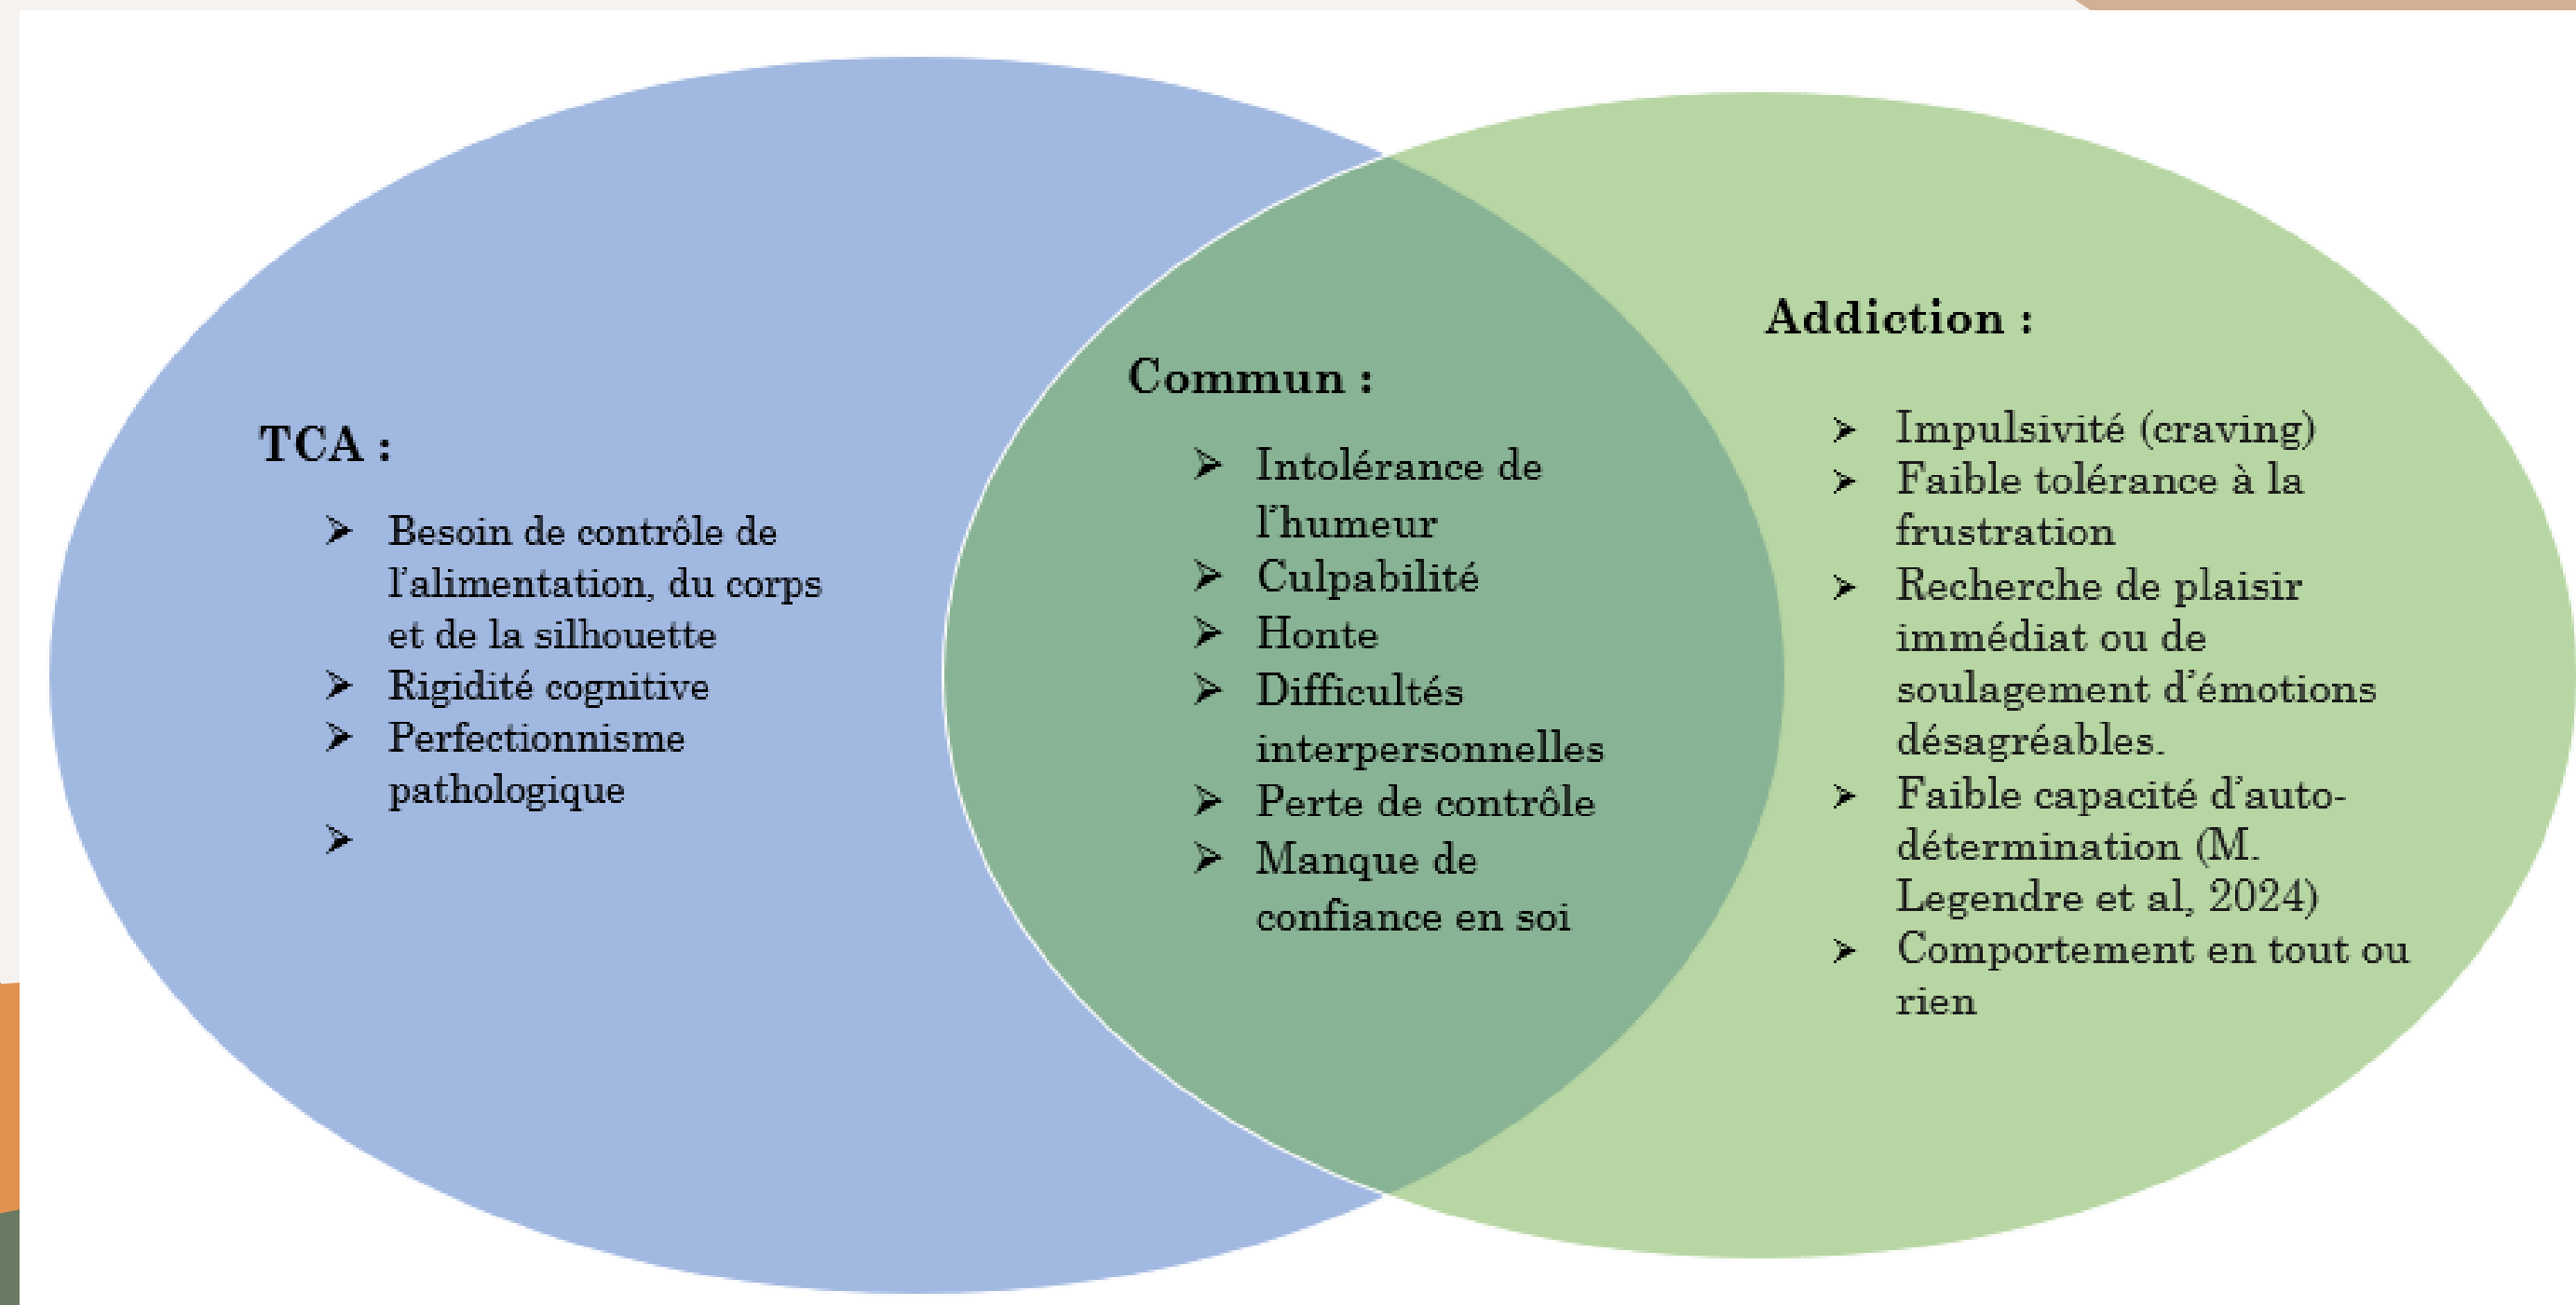 TCA :
➢ Besoin de contrôle de
l'alimentation, du corps
et de la silhouette
➢ Rigidité cognitive
➢ Perfectionnisme
pathologique
➢
Commun :
➢ Intolérance de
l'humeur
➢ Culpabilité
➢ Honte
➢ Difficultés
interpersonnelles
➢ Perte de contrôle
➢ Manque de
confiance en soi
Addiction :
➢ Impulsivité (craving)
➢ Faible tolérance à la
frustration
➢ Recherche de plaisir
immédiat ou de
soulagement d'émotions
désagréables.
➢ Faible capacité d'auto-
détermination (M.
Legendre et al, 2024)
➢ Comportement en tout ou
rien